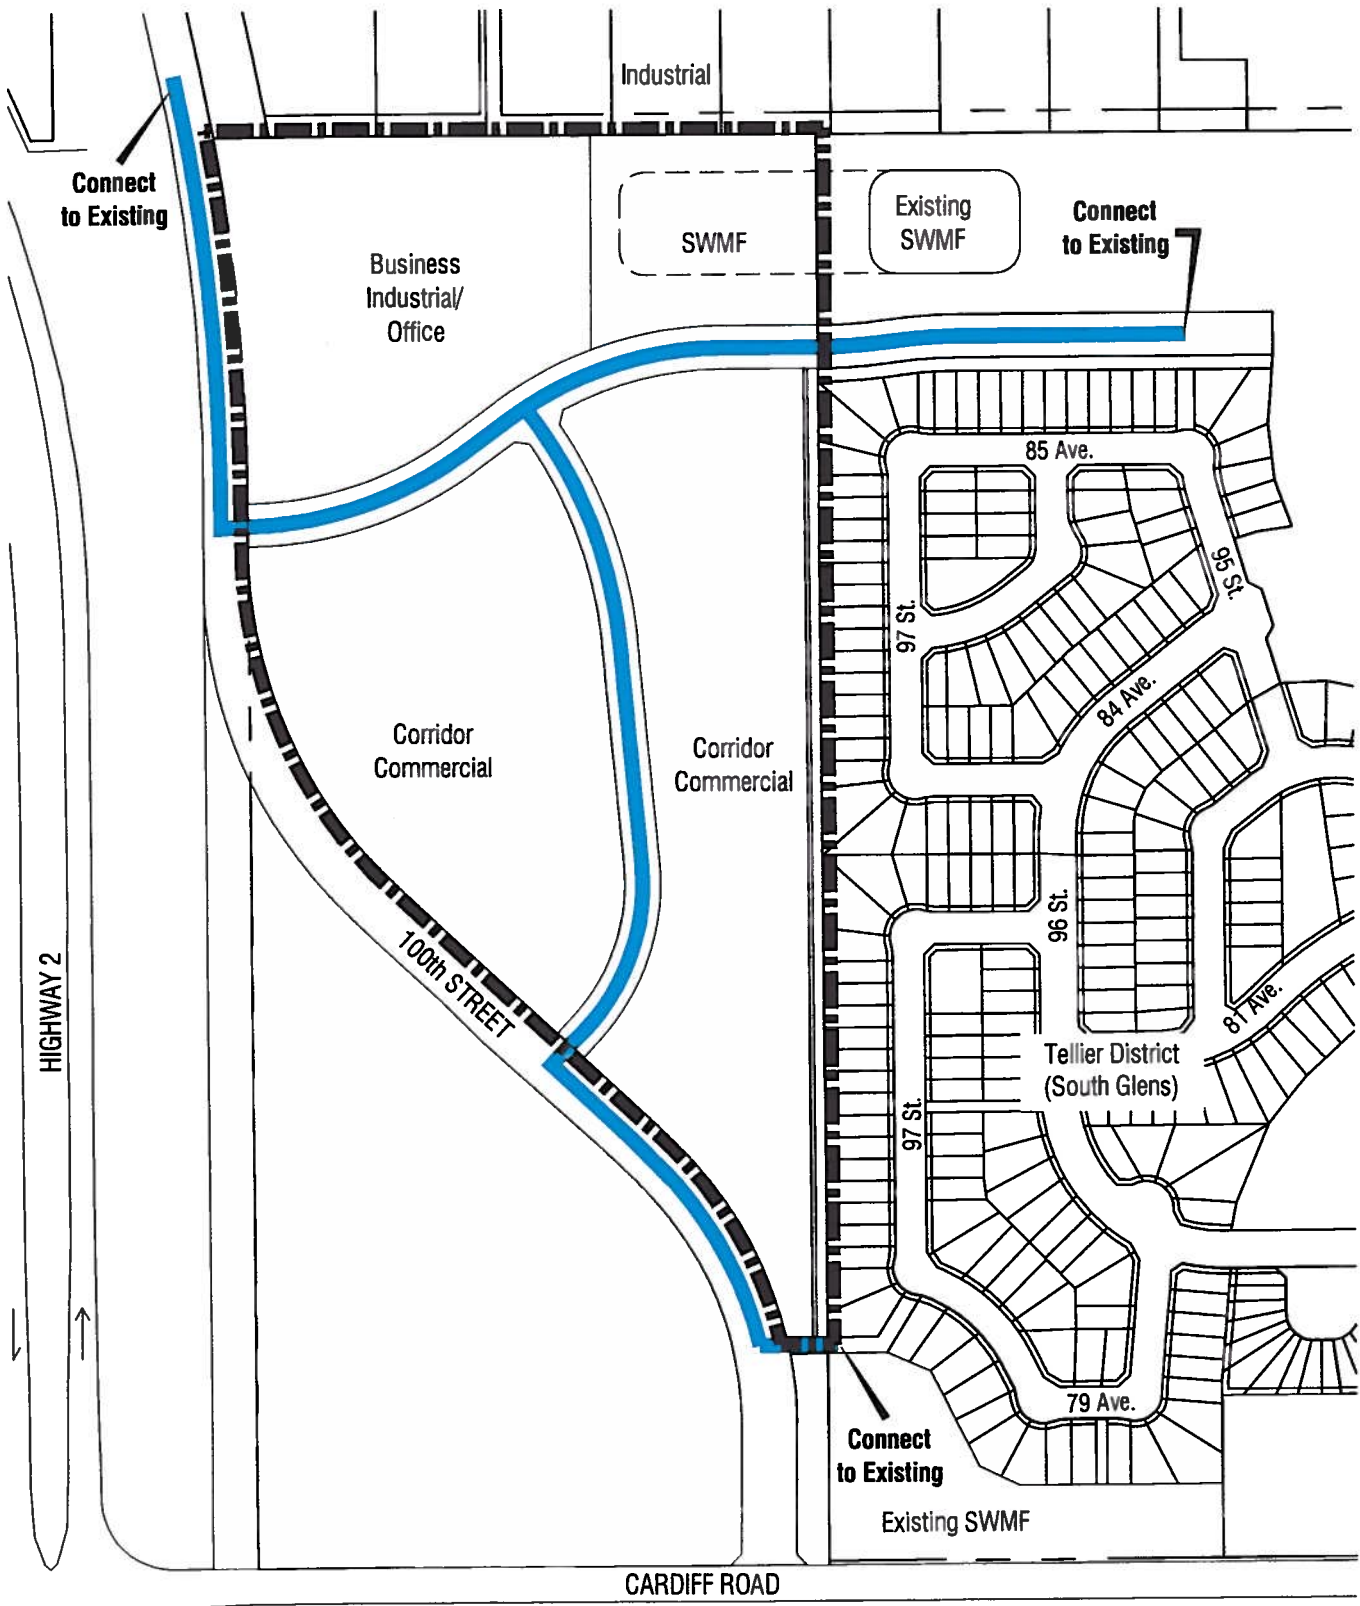 Industrial
Connect
to Existing
Existing
SWMF
SWMF
Connect
to Existing
Business
Industrial/
Office
85 Ave.
95 St.
97 St.
84 Ave.
Corridor
Commercial
Corridor
Commercial
96 St.
100th STREET
HIGHWAY 2
81 Ave.
Tellier District
(South Glens)
97 St.
79 Ave.
Connect
to Existing
Existing SWMF
CARDIFF ROAD